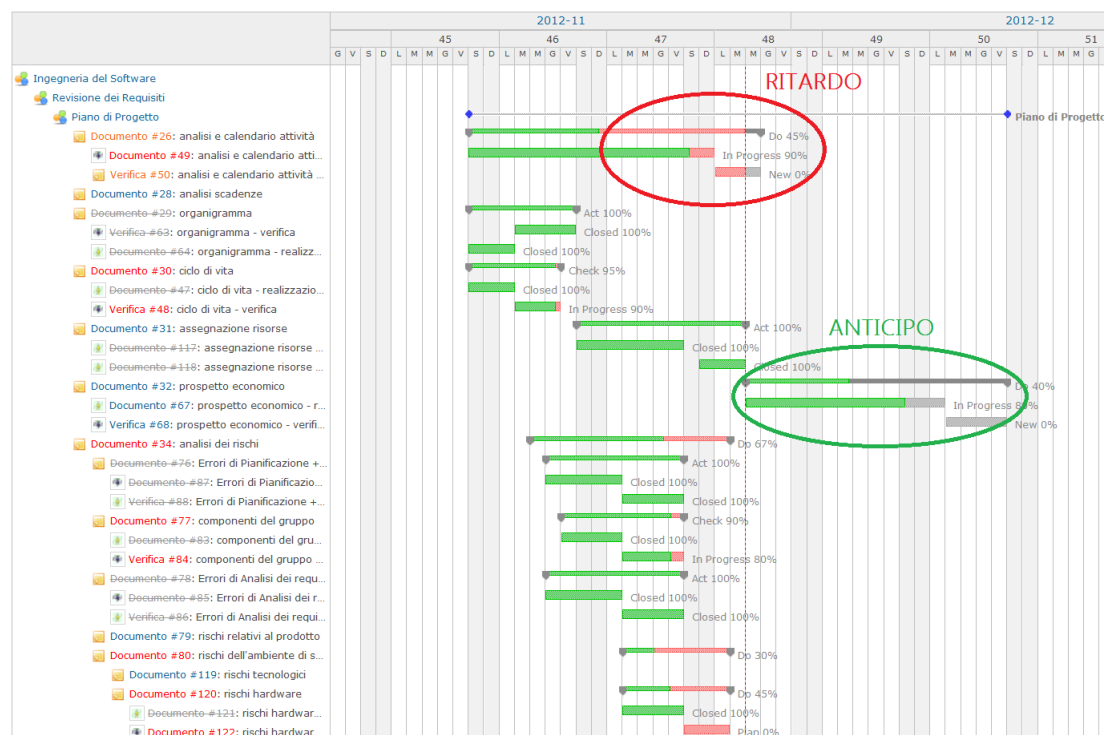 2012-11 2012-12
45 46 47 48 49 50 51
G V S D L M M G V S D L M M G V S D L M M G V S D L M M G V S D L M M G V S D L M M G V S D L M M G
RITARDO
Ingegneria del Software
Revisione dei Requisiti
Piano di Progetto Piano di Progetto
Documento #26: analisi e calendario attività Do 45%
Documento #49: analisi e calendario atti... In Progress 90%
Verifica #50: analisi e calendario attività ... New 0%
Documento #28: analisi scadenze
Documento #29: organigramma Act 100%
Verifica #63: organigramma - verifica Closed 100%
Documento #64: organigramma - realizz... Closed 100%
Documento #30: ciclo di vita Check 95%
Documento #47: ciclo di vita - realizzazio... Closed 100%
Verifica #48: ciclo di vita - verifica In Progress 90%
Documento #31: assegnazione risorse Act 100%
ANTICIPO
Documento #117: assegnazione risorse ... Closed 100%
Documento #118: assegnazione risorse ... Closed 100%
Documento #32: prospetto economico Do 40%
Documento #67: prospetto economico - r... In Progress 80%
Verifica #68: prospetto economico - verifi... New 0%
Documento #34: analisi dei rischi Do 67%
Documento #76: Errori di Pianificazione +... Act 100%
Documento #87: Errori di Pianificazio... Closed 100%
Verifica #88: Errori di Pianificazione +... Closed 100%
Documento #77: componenti del gruppo Check 90%
Documento #83: componenti del gru... Closed 100%
Verifica #84: componenti del gruppo ... In Progress 80%
Documento #78: Errori di Analisi dei requ... Act 100%
Documento #85: Errori di Analisi dei r... Closed 100%
Verifica #86: Errori di Analisi dei requi... Closed 100%
Documento #79: rischi relativi al prodotto
Documento #80: rischi dell'ambiente di s... Do 30%
Documento #119: rischi tecnologici
Documento #120: rischi hardware Do 45%
Documento #121: rischi hardwar... Closed 100%
Documento #122: rischi hardwar Plan 0%